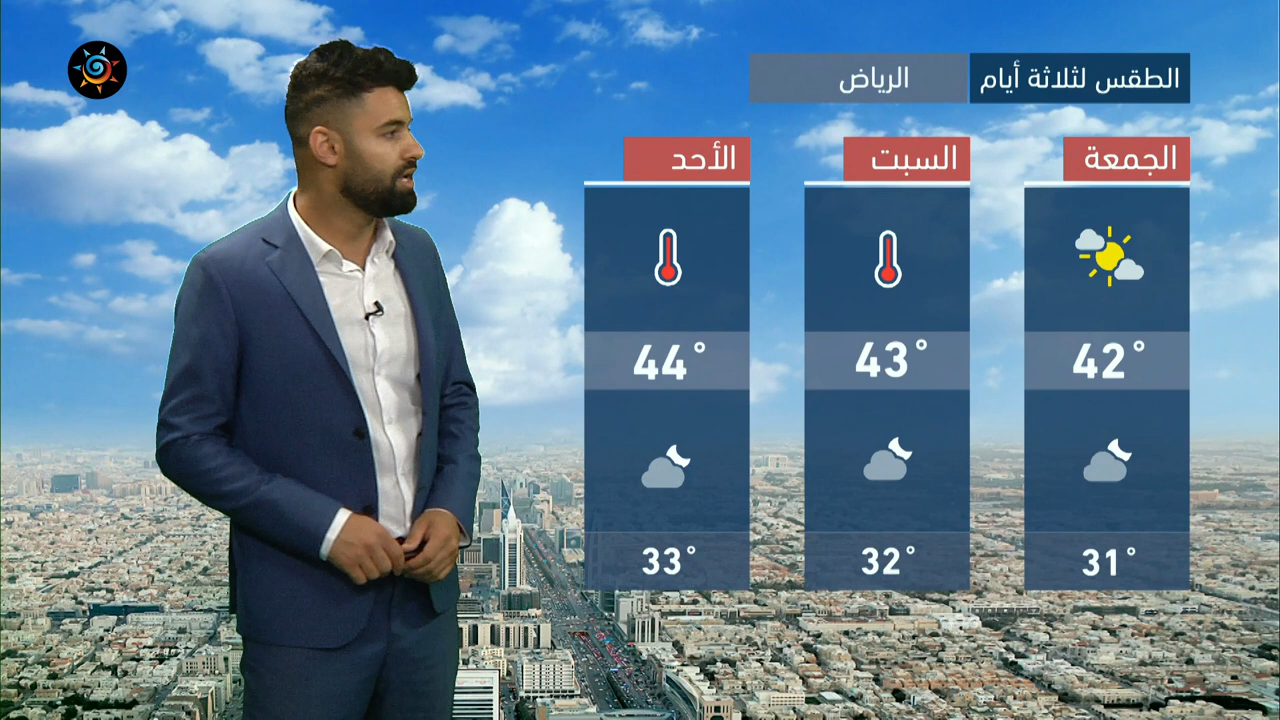 الطقس لثلاثة أيام
الرياض
الجمعة
42°
31°
السبت
43°
32°
الأحد
44°
33°